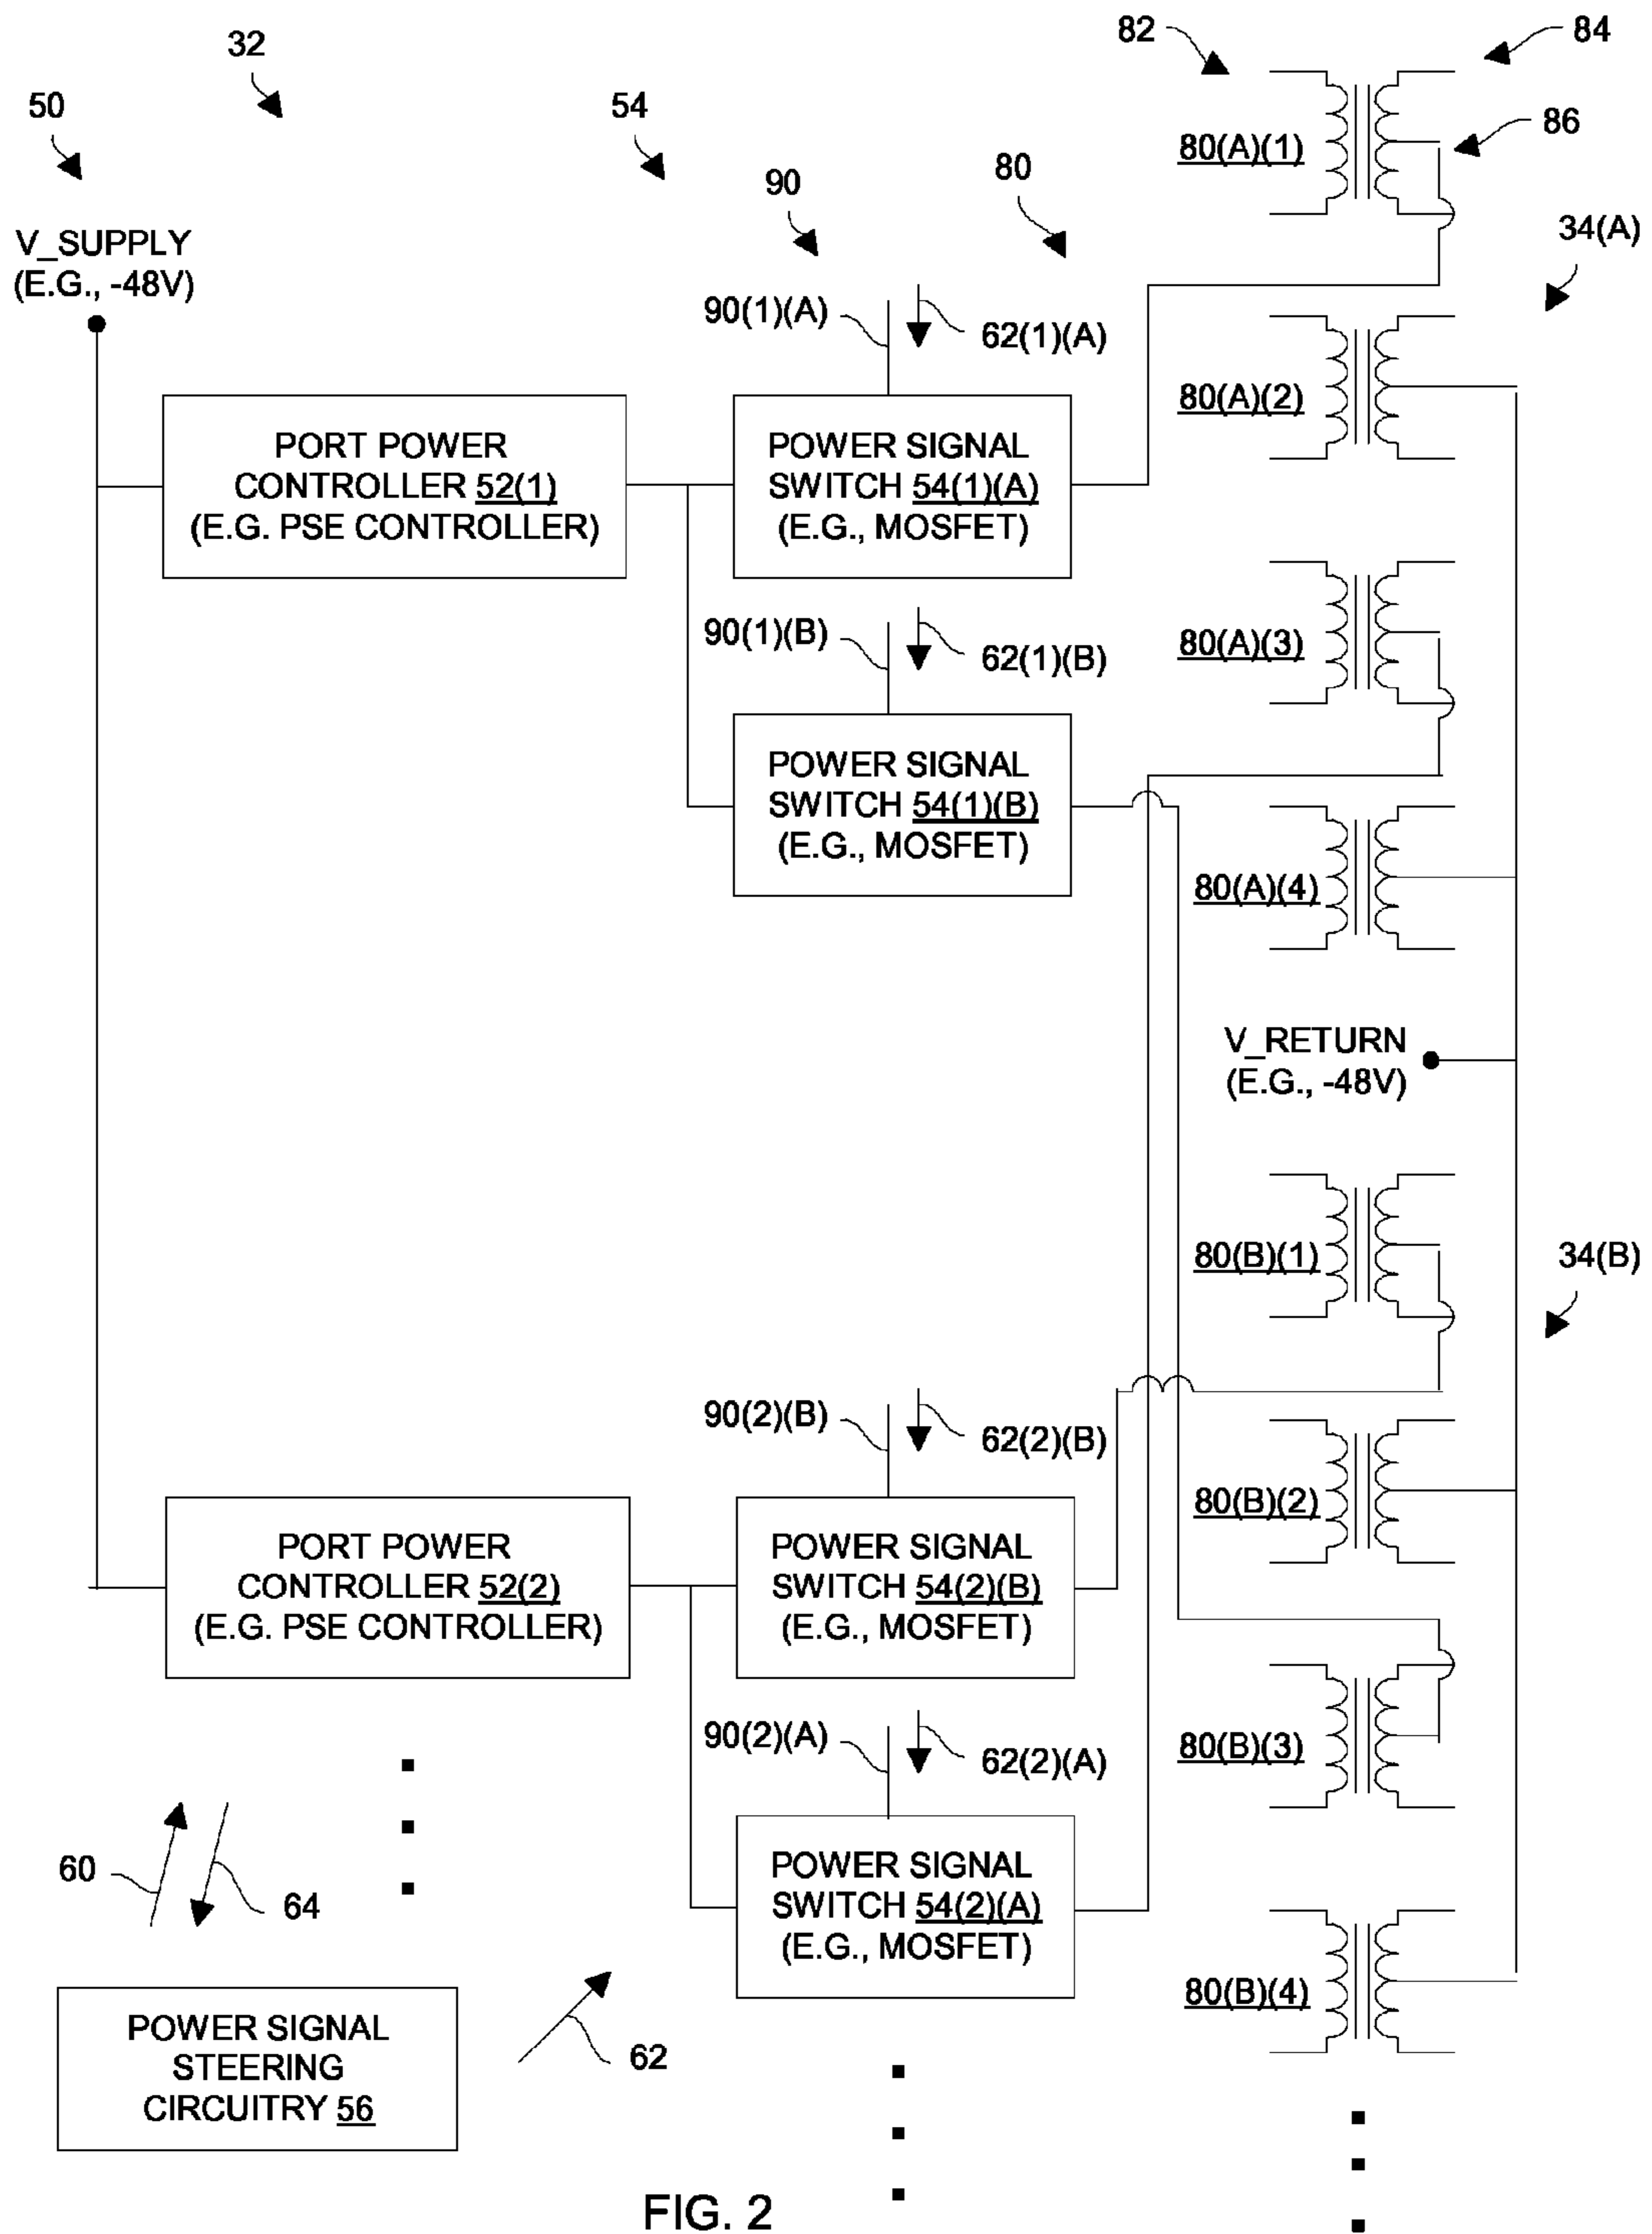 82
84
32
50
54
86
80(A)(1)
80
90
34(A)
V_SUPPLY
(E.G., -48V)
90(1)(A)
62(1)(A)
80(A)(2)
PORT POWER
CONTROLLER 52(1)
(E.G. PSE CONTROLLER)
POWER SIGNAL
SWITCH 54(1)(A)
(E.G., MOSFET)
90(1)(B)
62(1)(B)
80(A)(3)
POWER SIGNAL
SWITCH 54(1)(B)
(E.G., MOSFET)
80(A)(4)
V_RETURN
(E.G., -48V)
80(B)(1)
34(B)
90(2)(B)
62(2)(B)
80(B)(2)
PORT POWER
CONTROLLER 52(2)
(E.G. PSE CONTROLLER)
POWER SIGNAL
SWITCH 54(2)(B)
(E.G., MOSFET)
90(2)(A)
62(2)(A)
80(B)(3)
60
64
POWER SIGNAL
SWITCH 54(2)(A)
(E.G., MOSFET)
80(B)(4)
POWER SIGNAL
STEERING
CIRCUITRY 56
62
FIG. 2